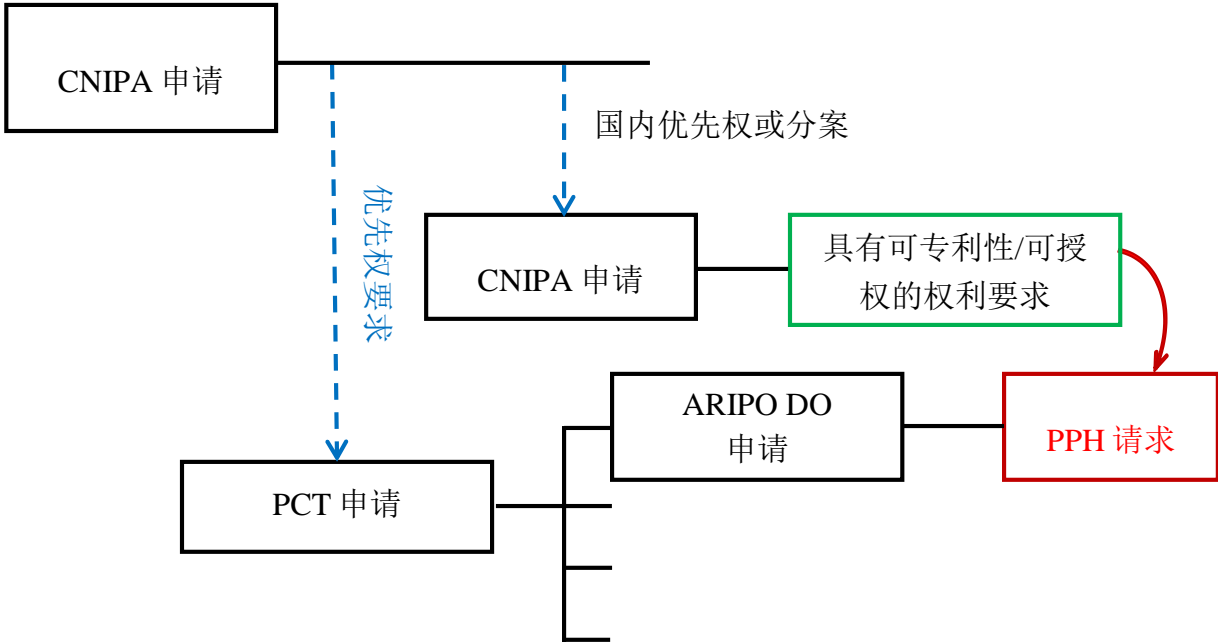 CNIPA 申请
国内优先权或分案
优先权要求
CNIPA 申请
具有可专利性/可授
权的权利要求
ARIPO DO
申请
PPH 请求
PCT 申请